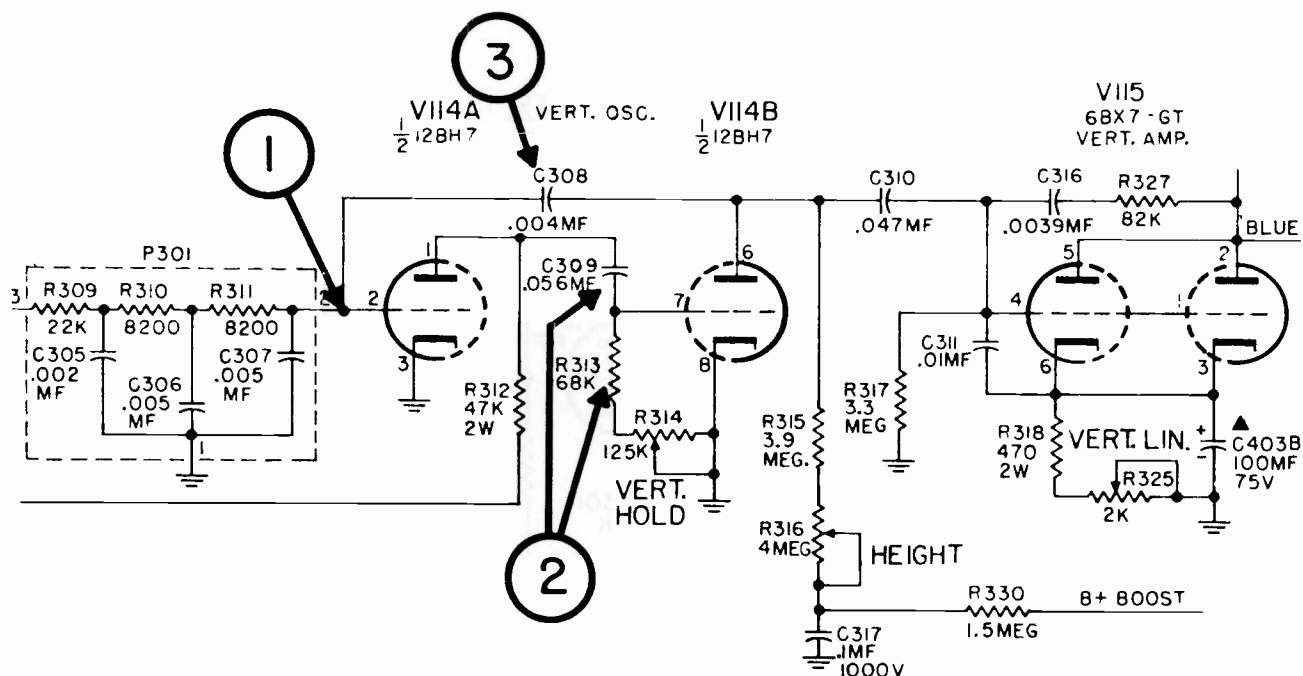 3
V114A
1/2 12BH7
VERT. OSC.
V114B
1/2 12BH7
V115
6BX7-GT
VERT. AMP.
1
C308
.004MF
C310
.047MF
C316
.0039MF
R327
82K
BLUE
P301
3
R309
22K
R310
8200
R311
8200
2
2
1
C309
.056MF
6
7
8
5
4
6
2
1
3
C305
.002
MF
C306
.005
MF
C307
.005
MF
1
3
R312
47K
2W
R313
68K
R314
125K
VERT.
HOLD
R315
3.9
MEG.
R317
3.3
MEG
C311
.01MF
R318
470
2W
VERT. LIN.
R325
2K
+
-
C403B
100MF
75V
2
R316
4MEG
HEIGHT
R330
1.5MEG
B+ BOOST
C317
.1MF
1000V